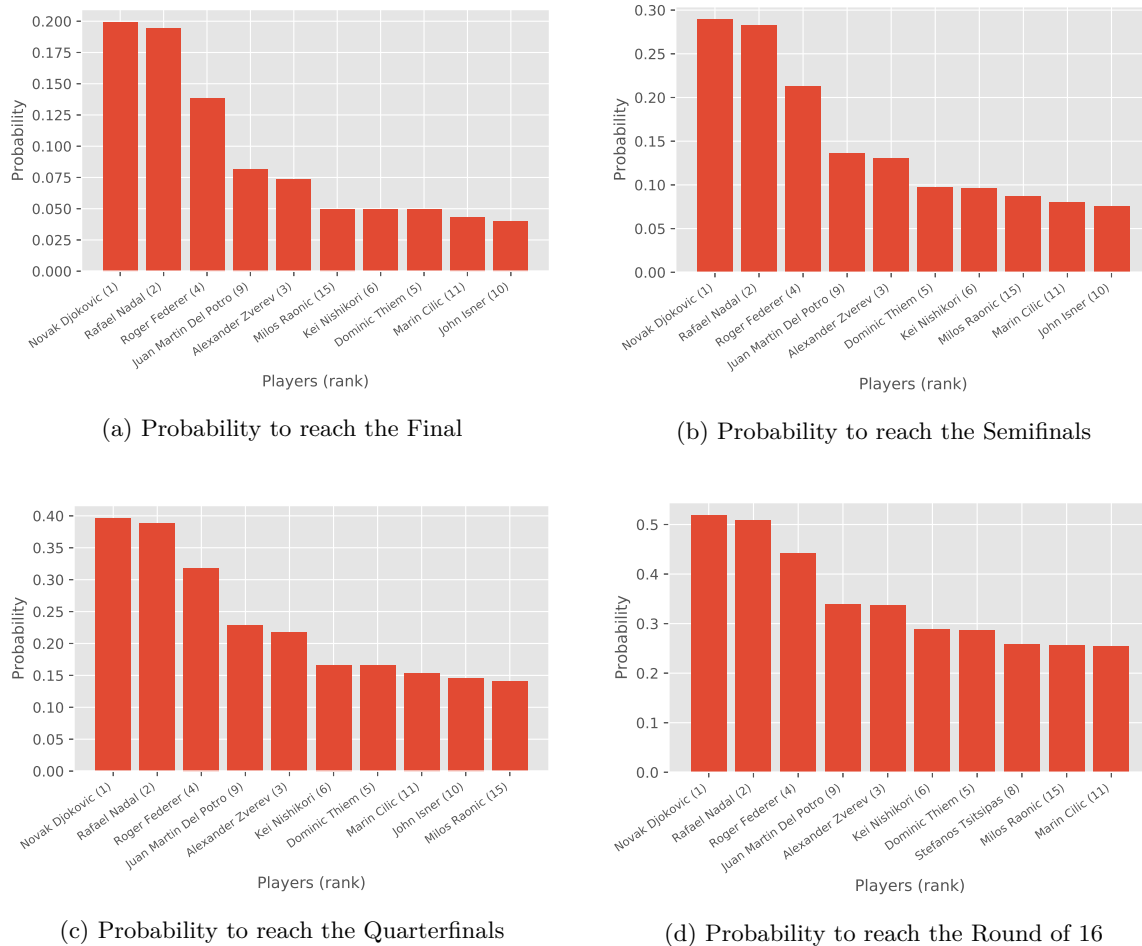 0.200
0.175
0.150
0.125
0.100
0.075
0.050
0.025
0.000
Probability
Novak Djokovic (1)
Rafael Nadal (2)
Roger Federer (4)
Juan Martin Del Potro (9)
Alexander Zverev (3)
Milos Raonic (15)
Kei Nishikori (6)
Dominic Thiem (5)
Marin Cilic (11)
John Isner (10)
Players (rank)
(a) Probability to reach the Final
0.30
0.25
0.20
0.15
0.10
0.05
0.00
Probability
Novak Djokovic (1)
Rafael Nadal (2)
Roger Federer (4)
Juan Martin Del Potro (9)
Alexander Zverev (3)
Dominic Thiem (5)
Kei Nishikori (6)
Milos Raonic (15)
Marin Cilic (11)
John Isner (10)
Players (rank)
(b) Probability to reach the Semifinals
0.40
0.35
0.30
0.25
0.20
0.15
0.10
0.05
0.00
Probability
Novak Djokovic (1)
Rafael Nadal (2)
Roger Federer (4)
Juan Martin Del Potro (9)
Alexander Zverev (3)
Kei Nishikori (6)
Dominic Thiem (5)
Marin Cilic (11)
John Isner (10)
Milos Raonic (15)
Players (rank)
(c) Probability to reach the Quarterfinals
0.5
0.4
0.3
0.2
0.1
0.0
Probability
Novak Djokovic (1)
Rafael Nadal (2)
Roger Federer (4)
Juan Martin Del Potro (9)
Alexander Zverev (3)
Kei Nishikori (6)
Dominic Thiem (5)
Stefanos Tsitsipas (8)
Milos Raonic (15)
Marin Cilic (11)
Players (rank)
(d) Probability to reach the Round of 16